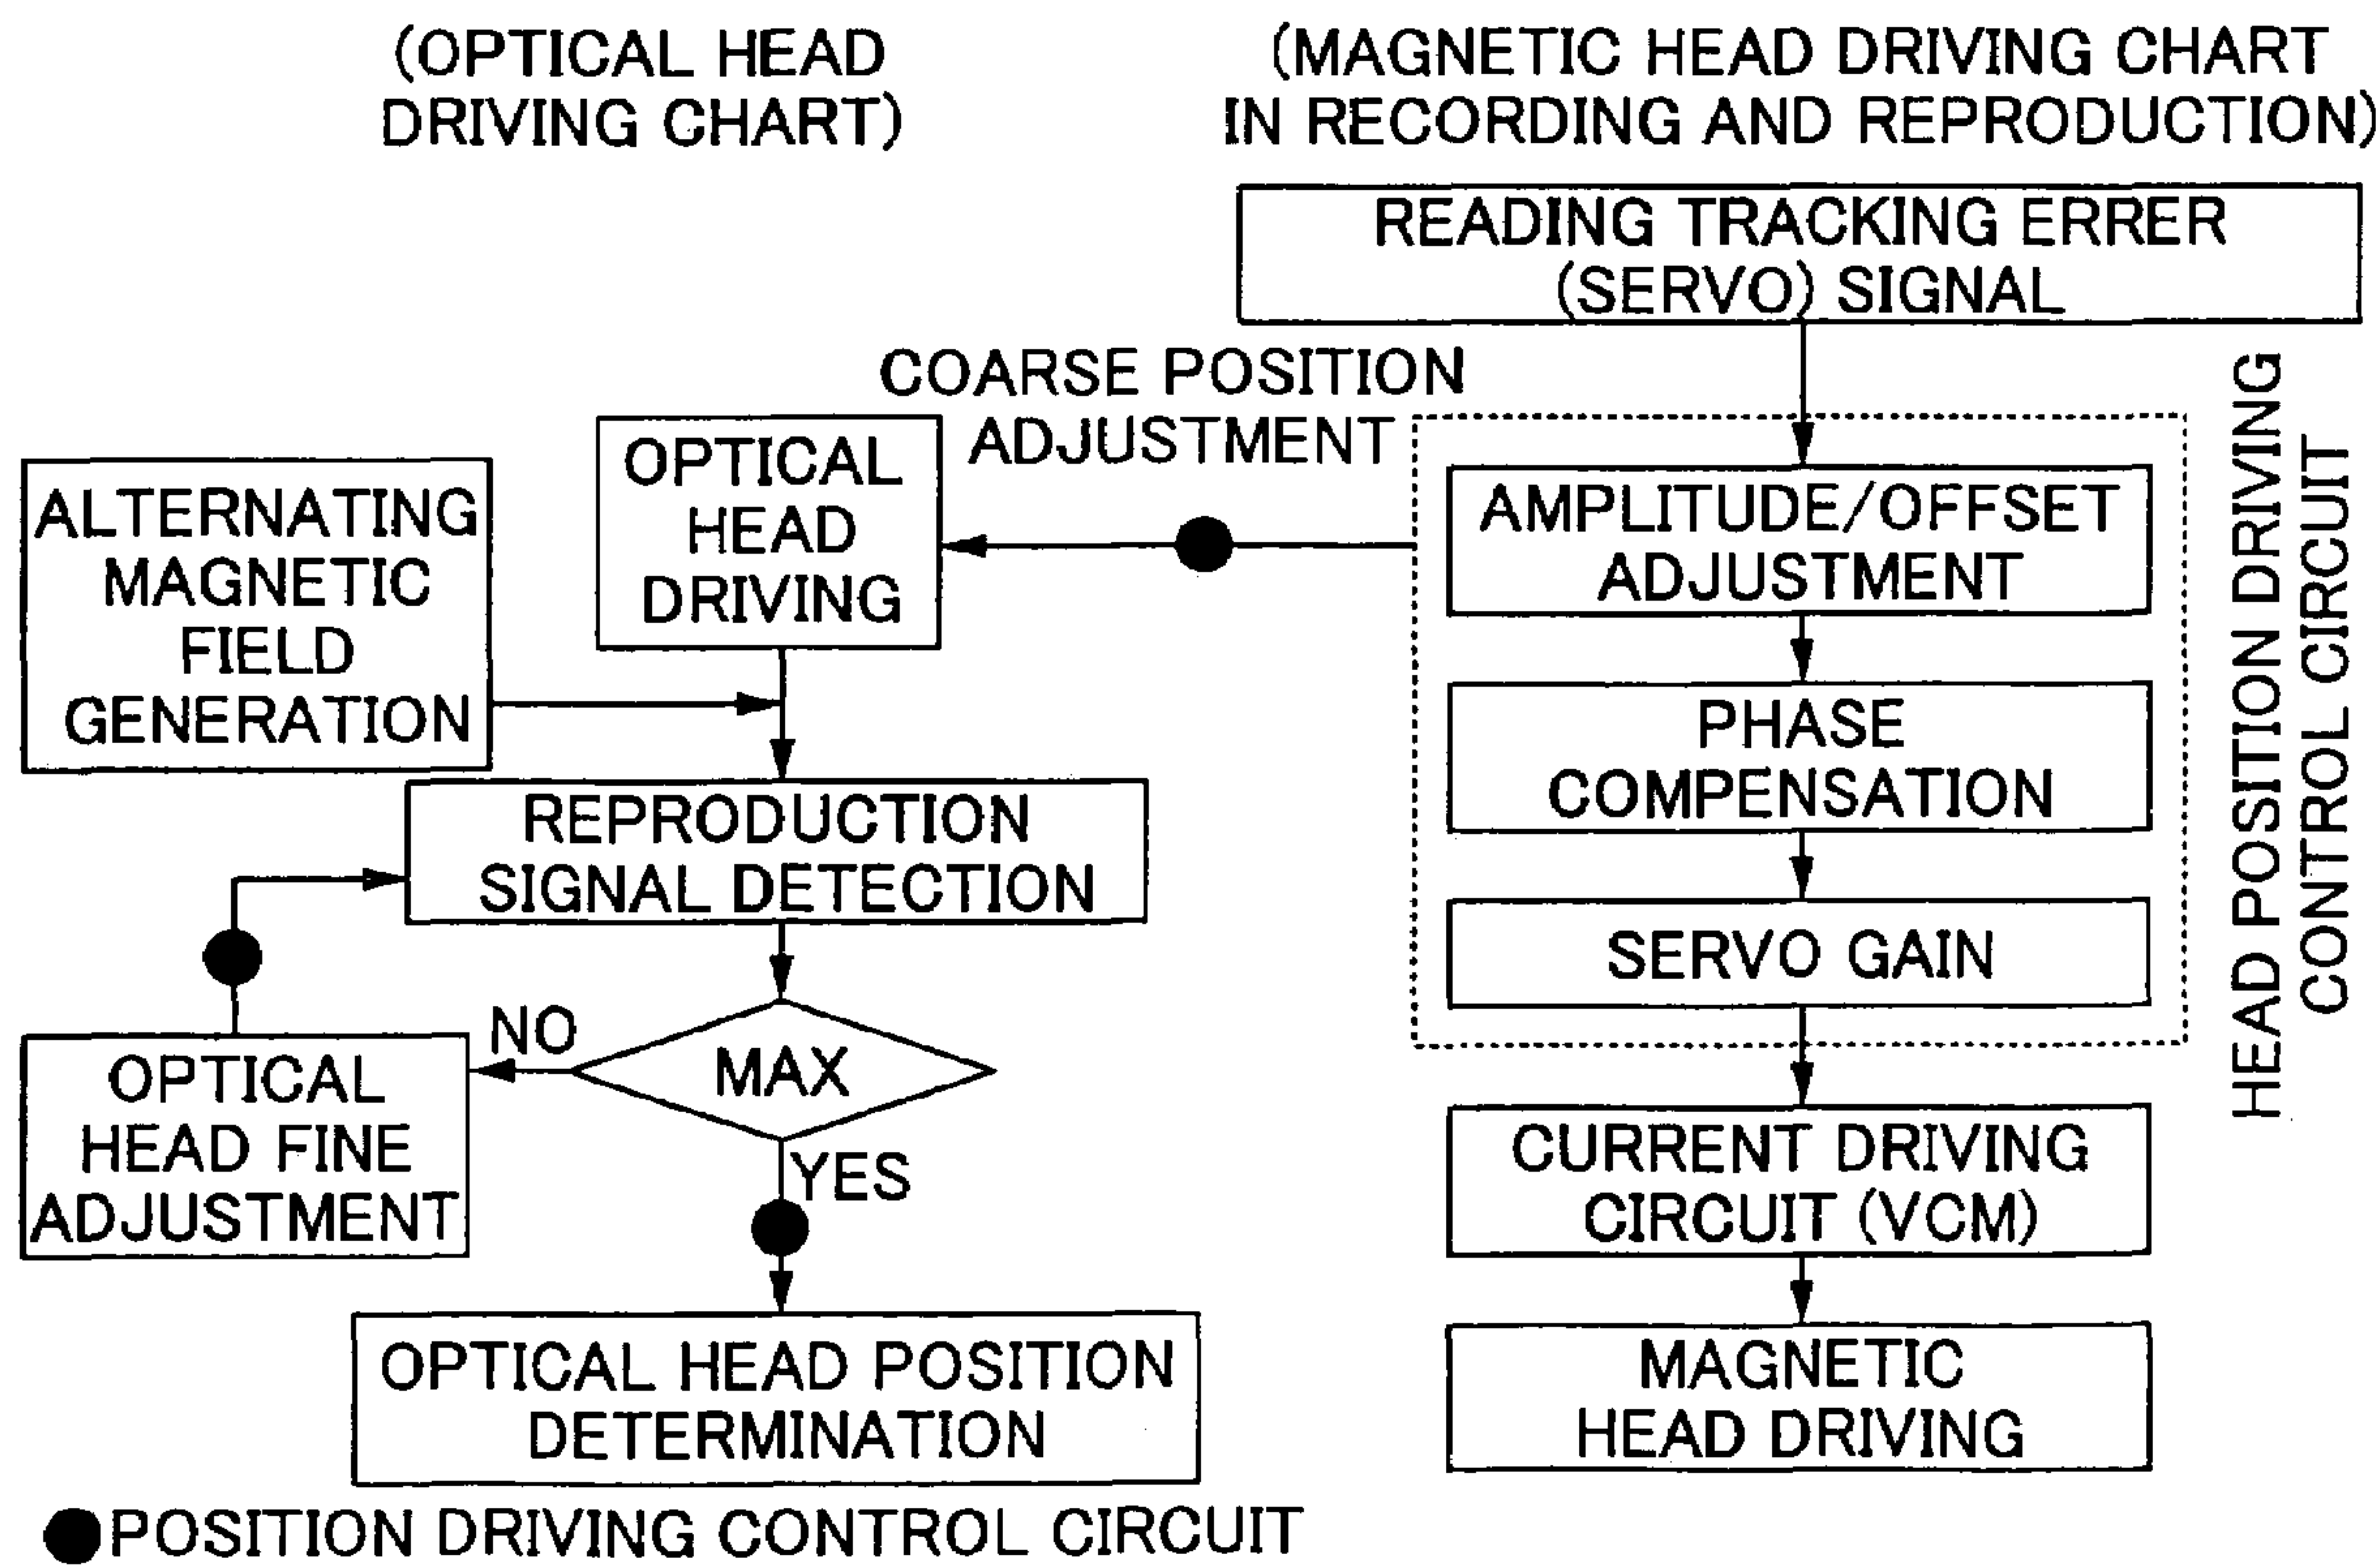 (OPTICAL HEAD
DRIVING CHART)
(MAGNETIC HEAD DRIVING CHART
IN RECORDING AND REPRODUCTION)
READING TRACKING ERRER
(SERVO) SIGNAL
COARSE POSITION
ADJUSTMENT
OPTICAL
HEAD
DRIVING
ALTERNATING
MAGNETIC
FIELD
GENERATION
AMPLITUDE/OFFSET
ADJUSTMENT
PHASE
COMPENSATION
SERVO GAIN
HEAD POSITION DRIVING
CONTROL CIRCUIT
REPRODUCTION
SIGNAL DETECTION
NO
MAX
YES
OPTICAL
HEAD FINE
ADJUSTMENT
CURRENT DRIVING
CIRCUIT (VCM)
OPTICAL HEAD POSITION
DETERMINATION
MAGNETIC
HEAD DRIVING
POSITION DRIVING CONTROL CIRCUIT